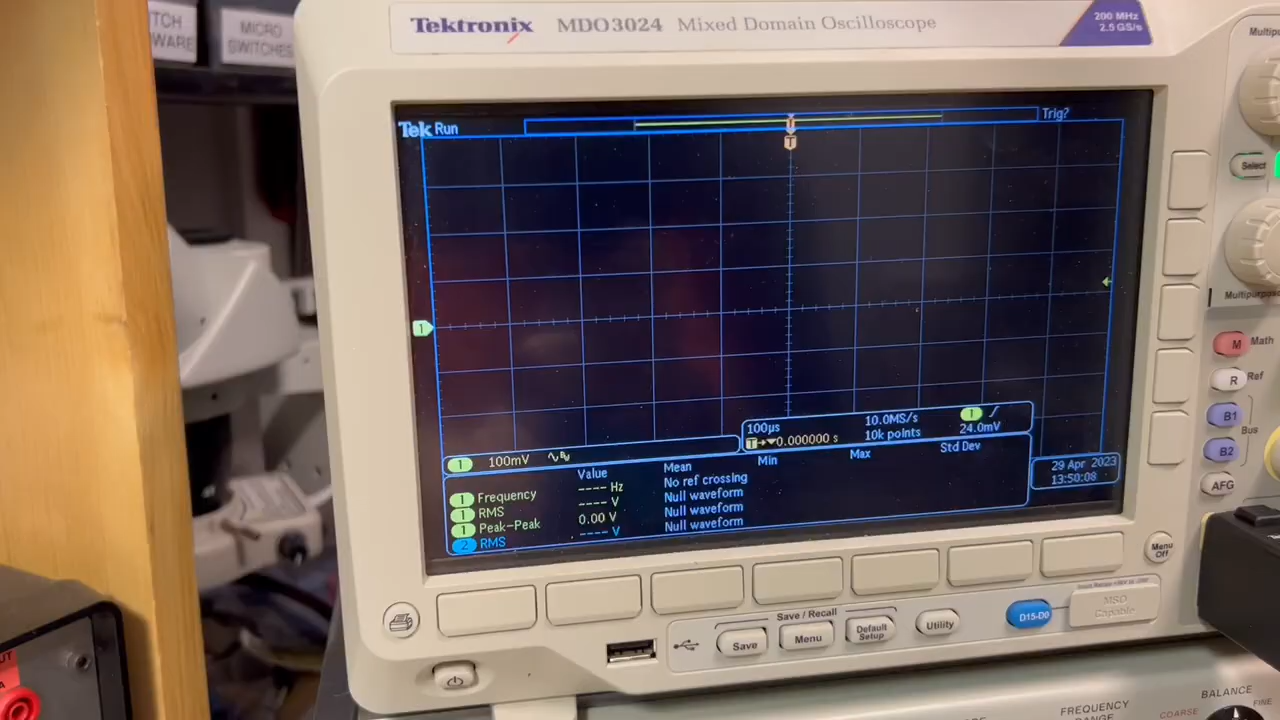 TCH
WARE
MICRO
SWITCHES
Tektronix MDO3024 Mixed Domain Oscilloscope
200 MHz
2.5 GS/s
Tek Run
T
Trig?
T
Select
1
M Math
R Ref
B1
Bus
B2
AFG
1 100mV
100µs 10.0MS/s 1
T 0.000000 s 10k points 24.0mV
Value Mean Min Max Std Dev
1 Frequency ---- Hz No ref crossing
1 RMS ---- V Null waveform
1 Peak-Peak 0.00 V Null waveform
2 RMS ---- V Null waveform
29 Apr 2023
13:50:08
Menu
Off
Save / Recall
Save
Menu
Default
Setup
Utility
D15-D0
MSO
Capable
FREQUENCY
BALANCE
COARSE
FINE